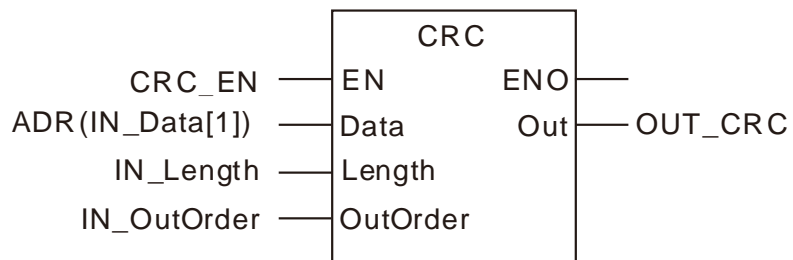 CRC
CRC_EN EN ENO
ADR(IN_Data[1]) Data Out OUT_CRC
IN_Length Length
IN_OutOrder OutOrder